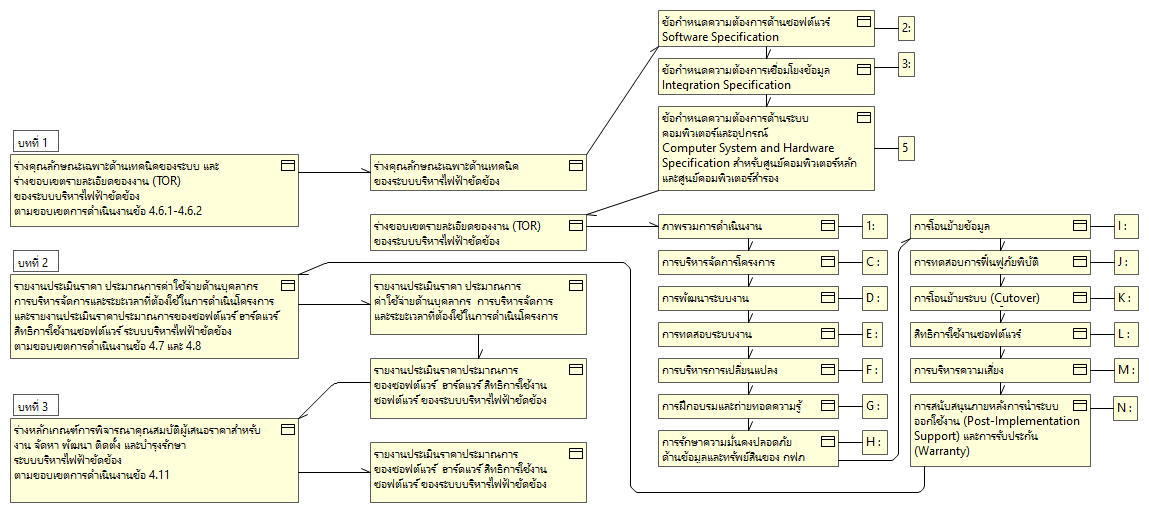 ข้อกำหนดความต้องการด้านซอฟต์แวร์
Software Specification
2:
ข้อกำหนดความต้องการเชื่อมโยงข้อมูล
Integration Specification
3:
ข้อกำหนดความต้องการด้านระบบ
คอมพิวเตอร์และอุปกรณ์
Computer System and Hardware
Specification สำหรับศูนย์คอมพิวเตอร์หลัก
และศูนย์คอมพิวเตอร์สำรอง
5
บทที่ 1
ร่างคุณลักษณะเฉพาะด้านเทคนิคของระบบ และ
ร่างขอบเขตรายละเอียดของงาน (TOR)
ของระบบบริหารไฟฟ้าขัดข้อง
ตามขอบเขตการดำเนินงานข้อ 4.6.1-4.6.2
ร่างคุณลักษณะเฉพาะด้านเทคนิค
ของระบบบริหารไฟฟ้าขัดข้อง
ร่างขอบเขตรายละเอียดของงาน (TOR)
ของระบบบริหารไฟฟ้าขัดข้อง
ภาพรวมการดำเนินงาน
1:
การบริหารจัดการโครงการ
C :
การพัฒนาระบบงาน
D :
การทดสอบระบบงาน
E :
การบริหารการเปลี่ยนแปลง
F :
การฝึกอบรมและถ่ายทอดความรู้
G :
การรักษาความมั่นคงปลอดภัย
ด้านข้อมูลและทรัพย์สินของ กฟภ
H :
การโอนย้ายข้อมูล
I :
การทดสอบการฟื้นฟูภัยพิบัติ
J :
การโอนย้ายระบบ (Cutover)
K :
สิทธิการใช้งานซอฟต์แวร์
L :
การบริหารความเสี่ยง
M :
การสนับสนุนภายหลังการนำระบบ
ออกใช้งาน (Post-Implementation
Support) และการรับประกัน
(Warranty)
N :
บทที่ 2
รายงานประเมินราคา ประมาณการค่าใช้จ่ายด้านบุคลากร
การบริหารจัดการและระยะเวลาที่ต้องใช้ในการดำเนินโครงการ
และรายงานประเมินราคาประมาณการของซอฟต์แวร์ ฮาร์ดแวร์
สิทธิการใช้งานซอฟต์แวร์ ระบบบริหารไฟฟ้าขัดข้อง
ตามขอบเขตการดำเนินงานข้อ 4.7 และ 4.8
รายงานประเมินราคา ประมาณการ
ค่าใช้จ่ายด้านบุคลากร การบริหารจัดการ
และระยะเวลาที่ต้องใช้ในการดำเนินโครงการ
รายงานประเมินราคาประมาณการ
ของซอฟต์แวร์ ฮาร์ดแวร์ สิทธิการใช้งาน
ซอฟต์แวร์ ของระบบบริหารไฟฟ้าขัดข้อง
บทที่ 3
ร่างหลักเกณฑ์การพิจารณาคุณสมบัติผู้เสนอราคาสำหรับ
งาน จัดหา พัฒนา ติดตั้ง และบำรุงรักษา
ระบบบริหารไฟฟ้าขัดข้อง
ตามขอบเขตการดำเนินงานข้อ 4.11
รายงานประเมินราคาประมาณการ
ของซอฟต์แวร์ ฮาร์ดแวร์ สิทธิการใช้งาน
ซอฟต์แวร์ ของระบบบริหารไฟฟ้าขัดข้อง